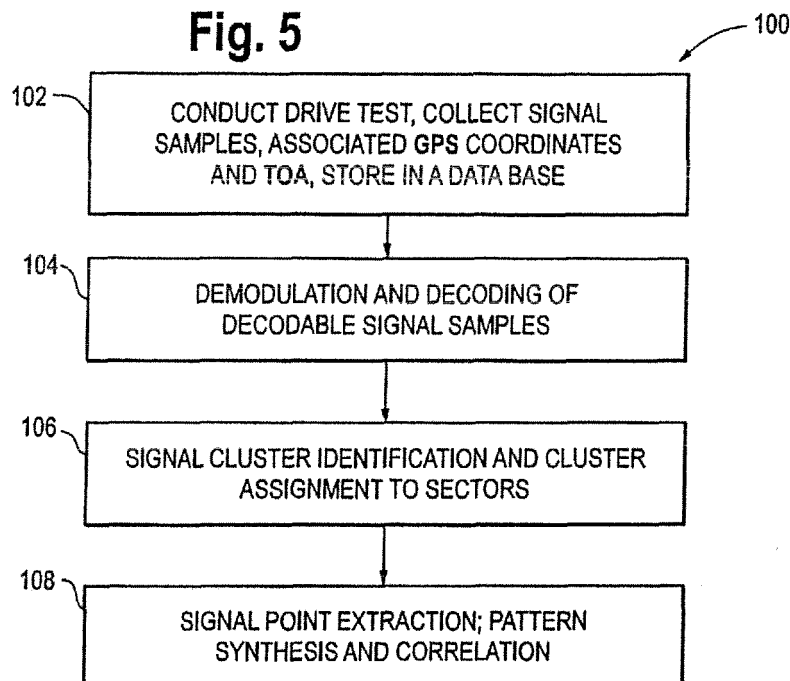 Fig. 5
100
102
CONDUCT DRIVE TEST, COLLECT SIGNAL
SAMPLES, ASSOCIATED GPS COORDINATES
AND TOA, STORE IN A DATA BASE
104
DEMODULATION AND DECODING OF
DECODABLE SIGNAL SAMPLES
106
SIGNAL CLUSTER IDENTIFICATION AND CLUSTER
ASSIGNMENT TO SECTORS
108
SIGNAL POINT EXTRACTION; PATTERN
SYNTHESIS AND CORRELATION